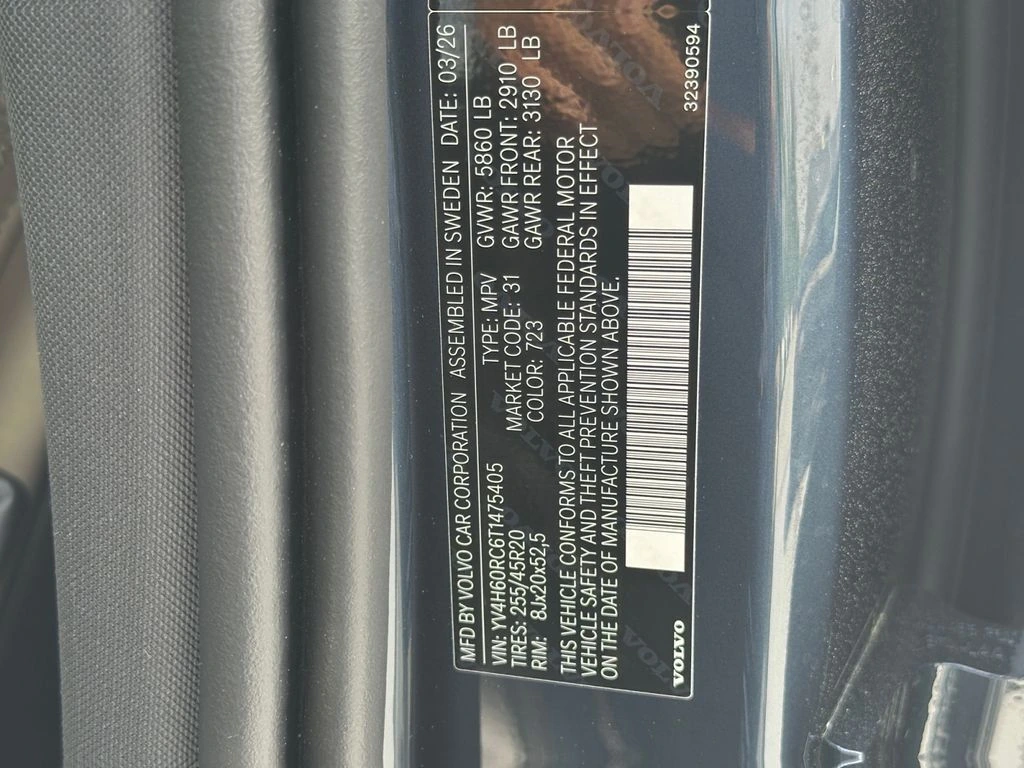 MFD BY VOLVO CAR CORPORATION ASSEMBLED IN SWEDEN DATE: 03/26
VIN: YV4H60RC6T1475405 TYPE: MPV GVWR: 5860 LB
TIRES: 255/45R20 MARKET CODE: 31 GAWR FRONT: 2910 LB
RIM: 8Jx20x52,5 COLOR: 723 GAWR REAR: 3130 LB
THIS VEHICLE CONFORMS TO ALL APPLICABLE FEDERAL MOTOR
VEHICLE SAFETY AND THEFT PREVENTION STANDARDS IN EFFECT
ON THE DATE OF MANUFACTURE SHOWN ABOVE.
VOLVO
32390594